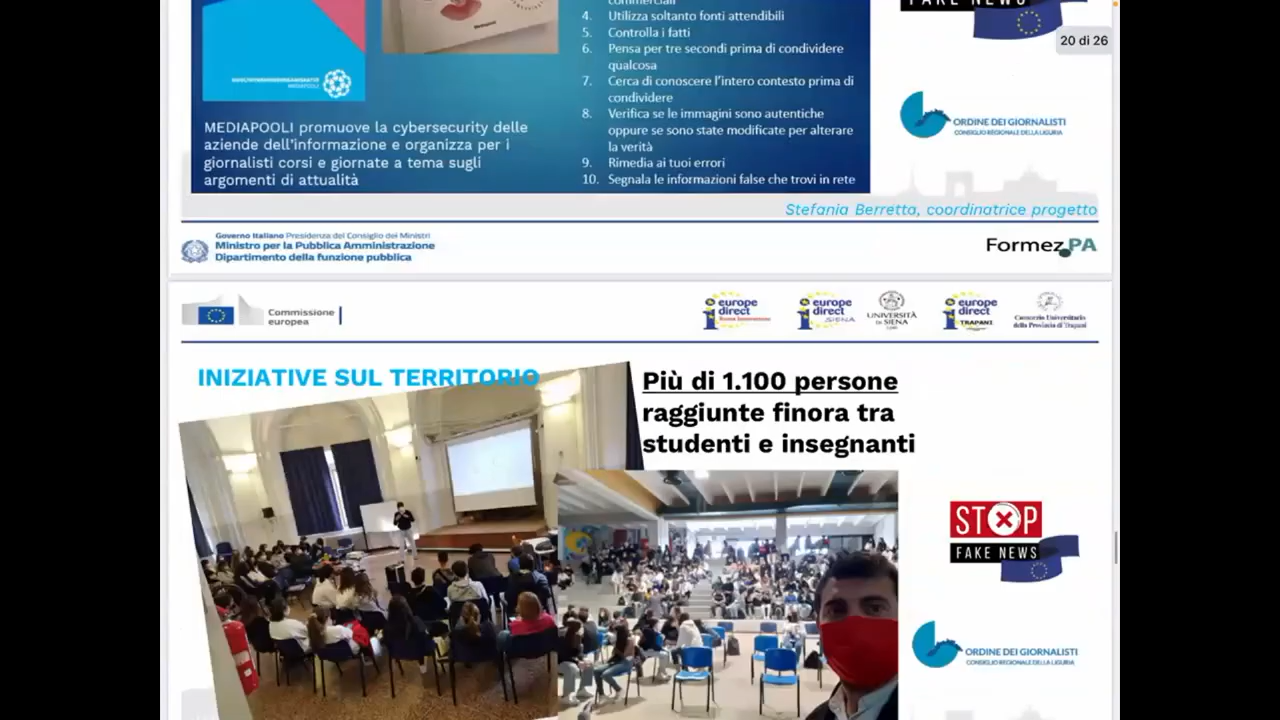 commerciali
4. Utilizza soltanto fonti attendibili
5. Controlla i fatti
6. Pensa per tre secondi prima di condividere
qualcosa
7. Cerca di conoscere l'intero contesto prima di
condividere
8. Verifica se le immagini sono autentiche
oppure se sono state modificate per alterare
la verità
9. Rimedia ai tuoi errori
10. Segnala le informazioni false che trovi in rete
MEDIAPOOLI promuove la cybersecurity delle
aziende dell'informazione e organizza per i
giornalisti corsi e giornate a tema sugli
argomenti di attualità
FAKE NEWS
20 di 26
ORDINE DEI GIORNALISTI
CONSIGLIO REGIONALE DELLA LIGURIA
Stefania Berretta, coordinatrice progetto
Governo Italiano Presidenza del Consiglio dei Ministri
Ministro per la Pubblica Amministrazione
Dipartimento della funzione pubblica
FormezPA
Commissione
europea
europe
direct
europe
direct
SIENA
UNIVERSITÀ
DI SIENA
1240
europe
direct
TRAPANI
Consorzio Universitario
della Provincia di Trapani
INIZIATIVE SUL TERRITORIO
Più di 1.100 persone
raggiunte finora tra
studenti e insegnanti
STOP
FAKE NEWS
ORDINE DEI GIORNALISTI
CONSIGLIO REGIONALE DELLA LIGURIA